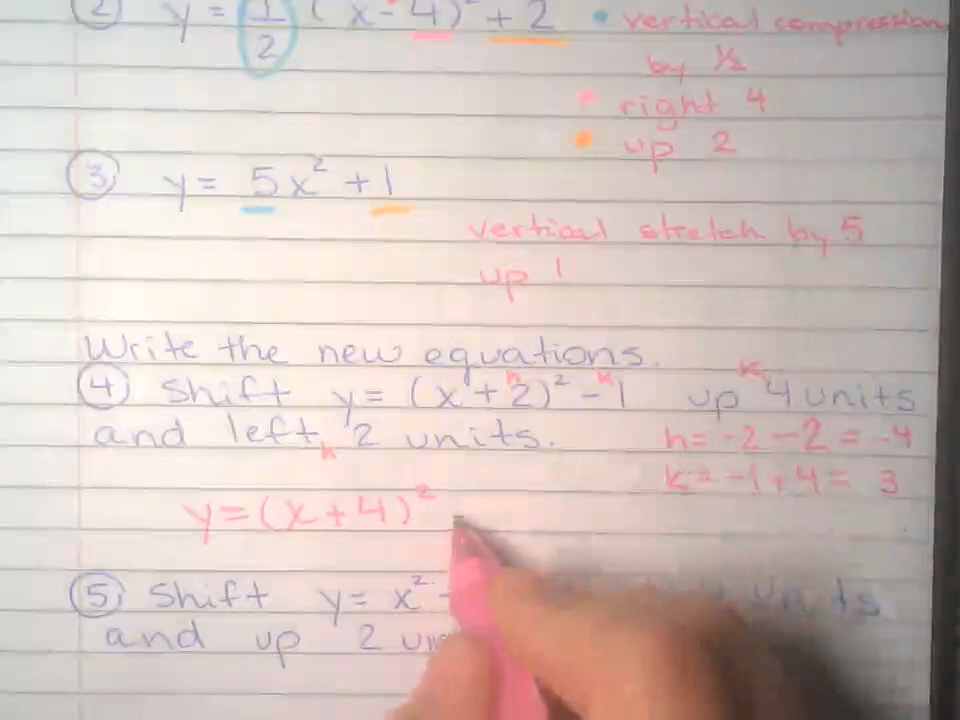 ② y = 1/2 (x - 4)² + 2 • vertical compression
by ½
• right 4
• up 2
③ y = 5x² + 1
vertical stretch by 5
up 1
Write the new equations.
④ Shift y = (x + 2)² - 1 up 4 units
h k k
and left 2 units. h = -2 - 2 = -4
h
k = -1 + 4 = 3
y = (x + 4)²
⑤ Shift y = x² units
and up 2